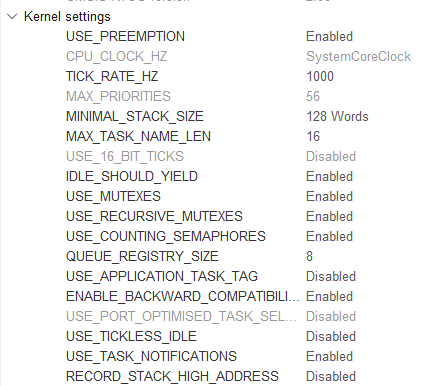 Kernel settings
USE_PREEMPTION Enabled
CPU_CLOCK_HZ SystemCoreClock
TICK_RATE_HZ 1000
MAX_PRIORITIES 56
MINIMAL_STACK_SIZE 128 Words
MAX_TASK_NAME_LEN 16
USE_16_BIT_TICKS Disabled
IDLE_SHOULD_YIELD Enabled
USE_MUTEXES Enabled
USE_RECURSIVE_MUTEXES Enabled
USE_COUNTING_SEMAPHORES Enabled
QUEUE_REGISTRY_SIZE 8
USE_APPLICATION_TASK_TAG Disabled
ENABLE_BACKWARD_COMPATIBILI... Enabled
USE_PORT_OPTIMISED_TASK_SEL... Disabled
USE_TICKLESS_IDLE Disabled
USE_TASK_NOTIFICATIONS Enabled
RECORD_STACK_HIGH_ADDRESS Disabled